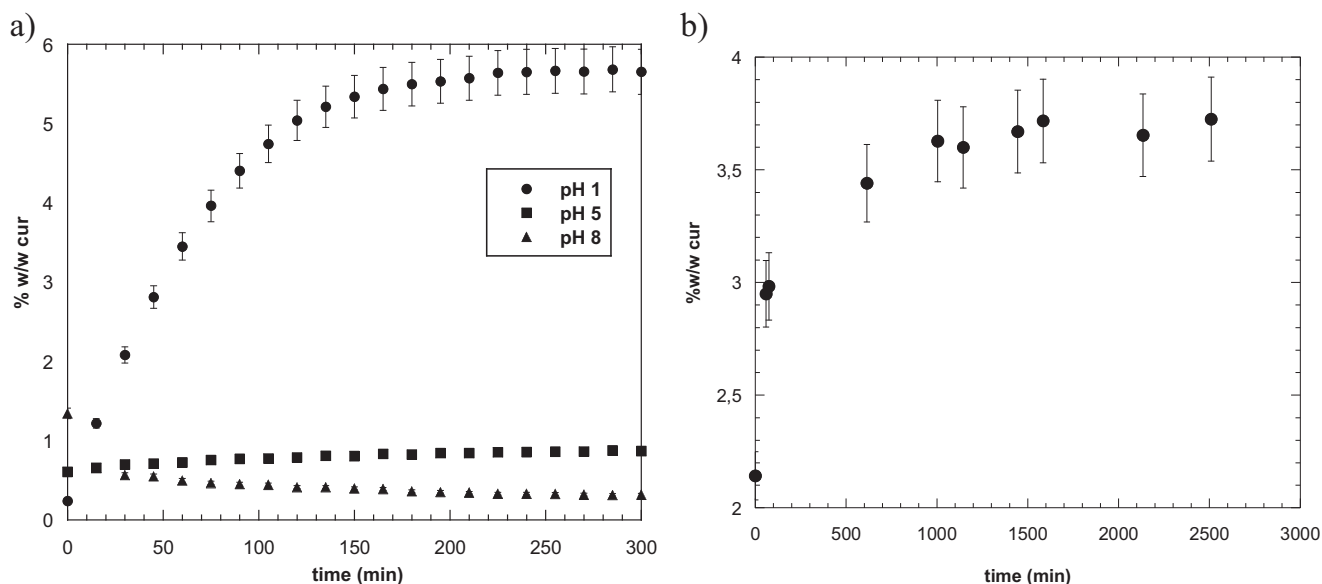 a)
6
5
4
3
2
1
0
% w/w cur
pH 1
pH 5
pH 8
0 50 100 150 200 250 300
time (min)
b)
4
3,5
3
2,5
2
%w/w cur
0 500 1000 1500 2000 2500 3000
time (min)